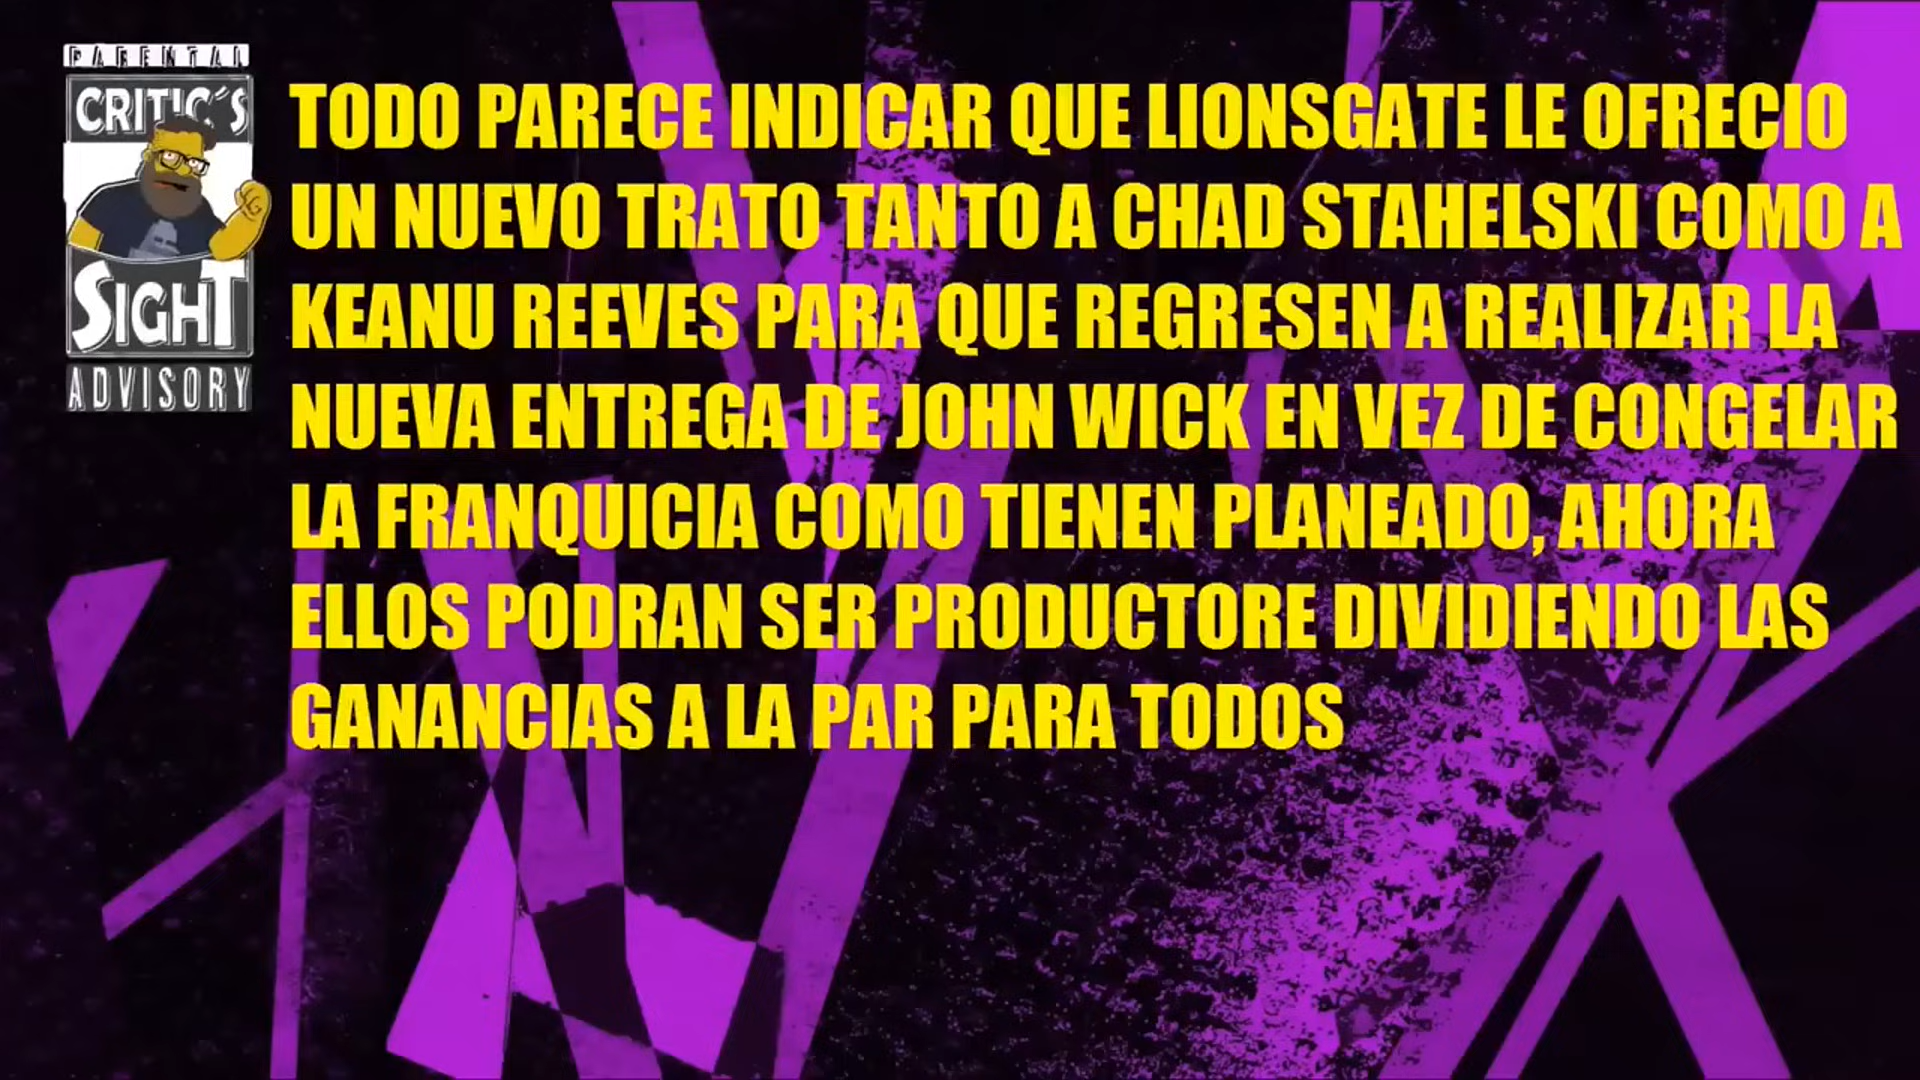 PARENTAL
CRITIC'S
SIGHT
ADVISORY
TODO PARECE INDICAR QUE LIONSGATE LE OFRECIO
UN NUEVO TRATO TANTO A CHAD STAHELSKI COMO A
KEANU REEVES PARA QUE REGRESEN A REALIZAR LA
NUEVA ENTREGA DE JOHN WICK EN VEZ DE CONGELAR
LA FRANQUICIA COMO TIENEN PLANEADO, AHORA
ELLOS PODRAN SER PRODUCTORE DIVIDIENDO LAS
GANANCIAS A LA PAR PARA TODOS